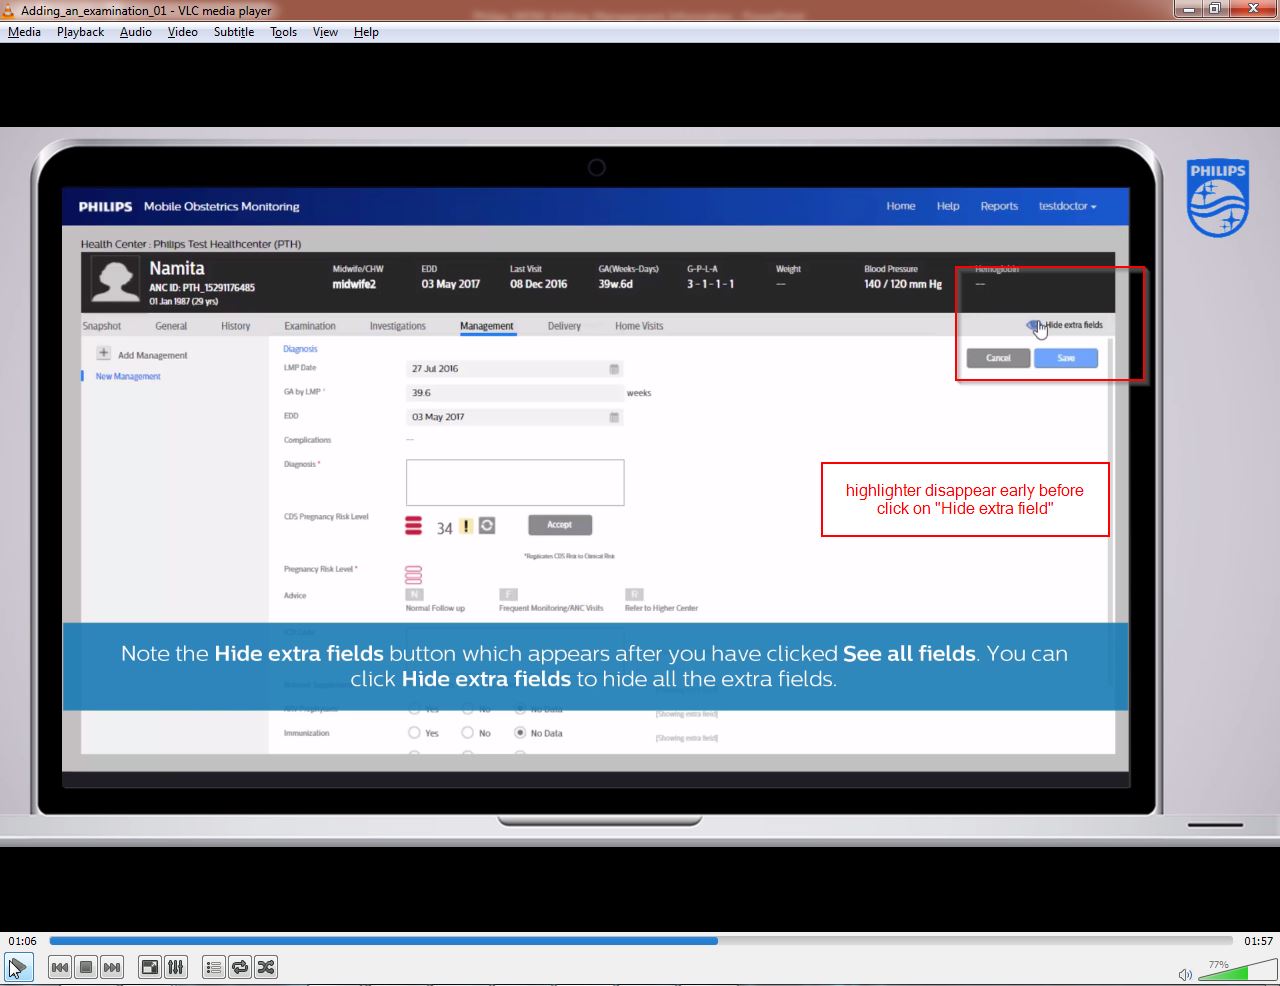 Adding_an_examination_01 - VLC media player
Media Playback Audio Video Subtitle Tools View Help
PHILIPS
PHILIPS Mobile Obstetrics Monitoring
Home Help Reports testdoctor
Health Center : Philips Test Healthcenter (PTH)
Namita
ANC ID: PTH_15291176485
01 Jan 1987 (29 yrs)
Midwife/CHW EDD Last Visit GA(Weeks-Days) G-P-L-A Weight Blood Pressure Hemoglobin
midwife2 03 May 2017 08 Dec 2016 39w.6d 3 - 1 - 1 - 1 -- 140 / 120 mm Hg --
Snapshot General History Examination Investigations Management Delivery Home Visits Hide extra fields
Add Management
New Management
Cancel Save
Diagnosis
LMP Date 27 Jul 2016
GA by LMP * 39.6 weeks
EDD 03 May 2017
Complications --
Diagnosis *
highlighter disappear early before
click on "Hide extra field"
CDS Pregnancy Risk Level 34 ! Accept
*Replicates CDS Risk to Clinical Risk
Pregnancy Risk Level *
Advice N F R
Normal Follow up Frequent Monitoring/ANC Visits Refer to Higher Center
Note the Hide extra fields button which appears after you have clicked See all fields. You can
click Hide extra fields to hide all the extra fields.
Yes No No Data [Showing extra field]
Immunization Yes No No Data [Showing extra field]
01:06 01:57
77%